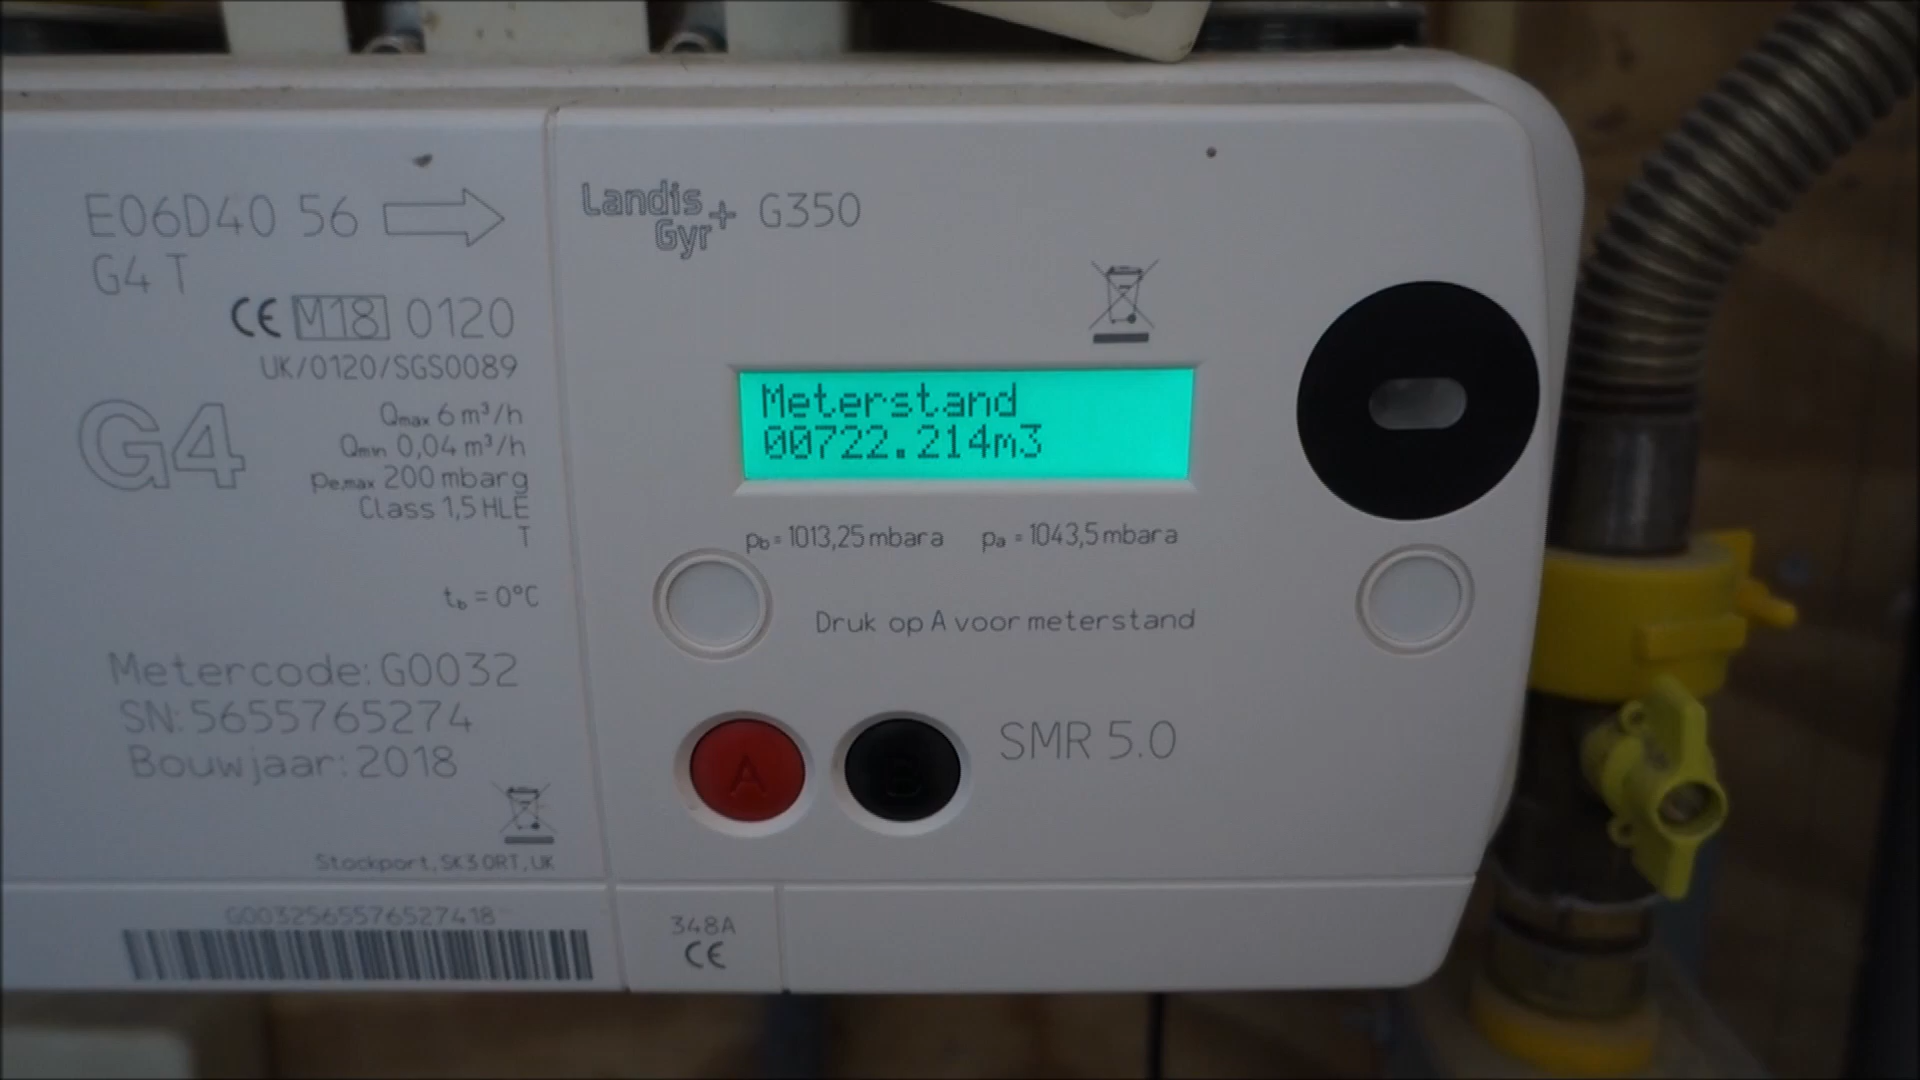 E06D40 56
G4 T
CE M18 0120
UK/0120/SGS0089
G4
Qmax 6 m³/h
Qmin 0,04 m³/h
pe,max 200 mbarg
Class 1,5 HLE
T
tb = 0°C
Metercode: G0032
SN: 5655765274
Bouwjaar: 2018
Stockport, SK3 0RT, UK
G0032565576527418
Landis
Gyr+ G350
Meterstand
00722.214m3
pb = 1013,25 mbara pa = 1043,5 mbara
Druk op A voor meterstand
A B SMR 5.0
348A
CE